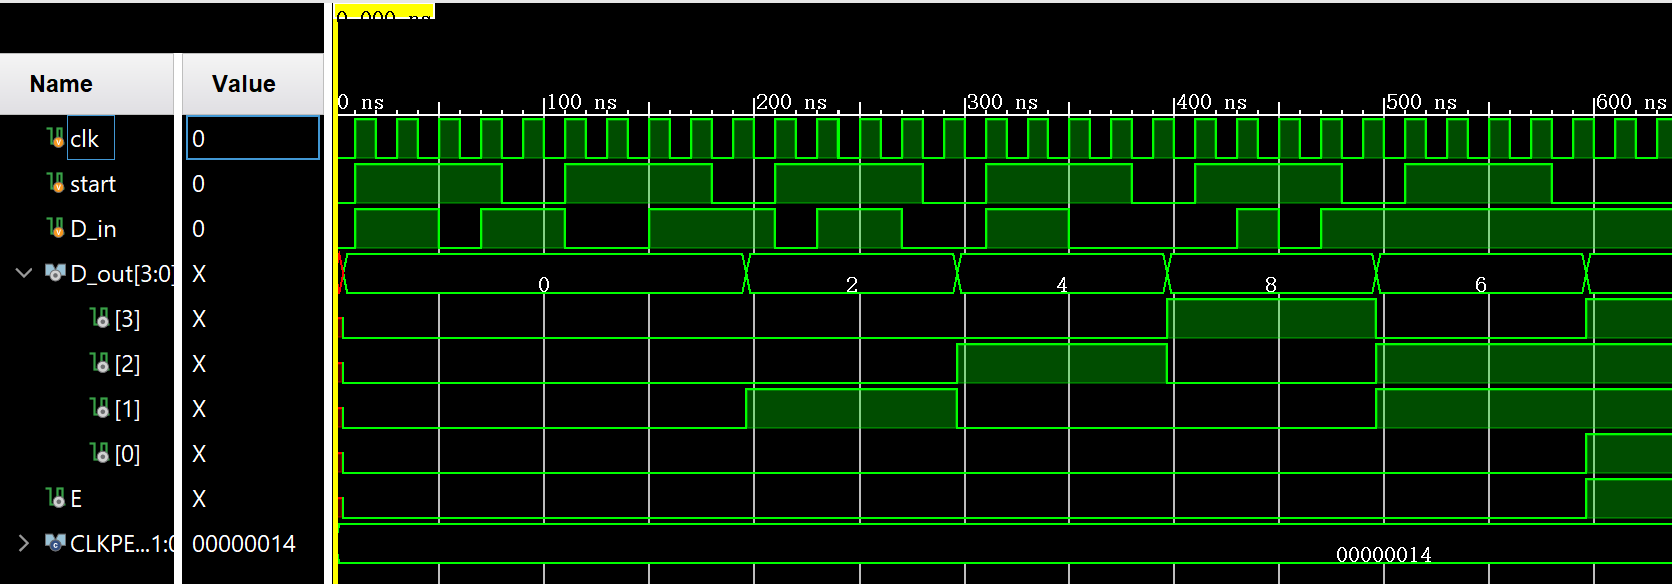 0.000 ns
Name Value
0 ns 100 ns 200 ns 300 ns 400 ns 500 ns 600 ns
clk 0
start 0
D_in 0
D_out[3:0] X 0 2 4 8 6
[3] X
[2] X
[1] X
[0] X
E X
CLKPE...1:0 00000014 00000014